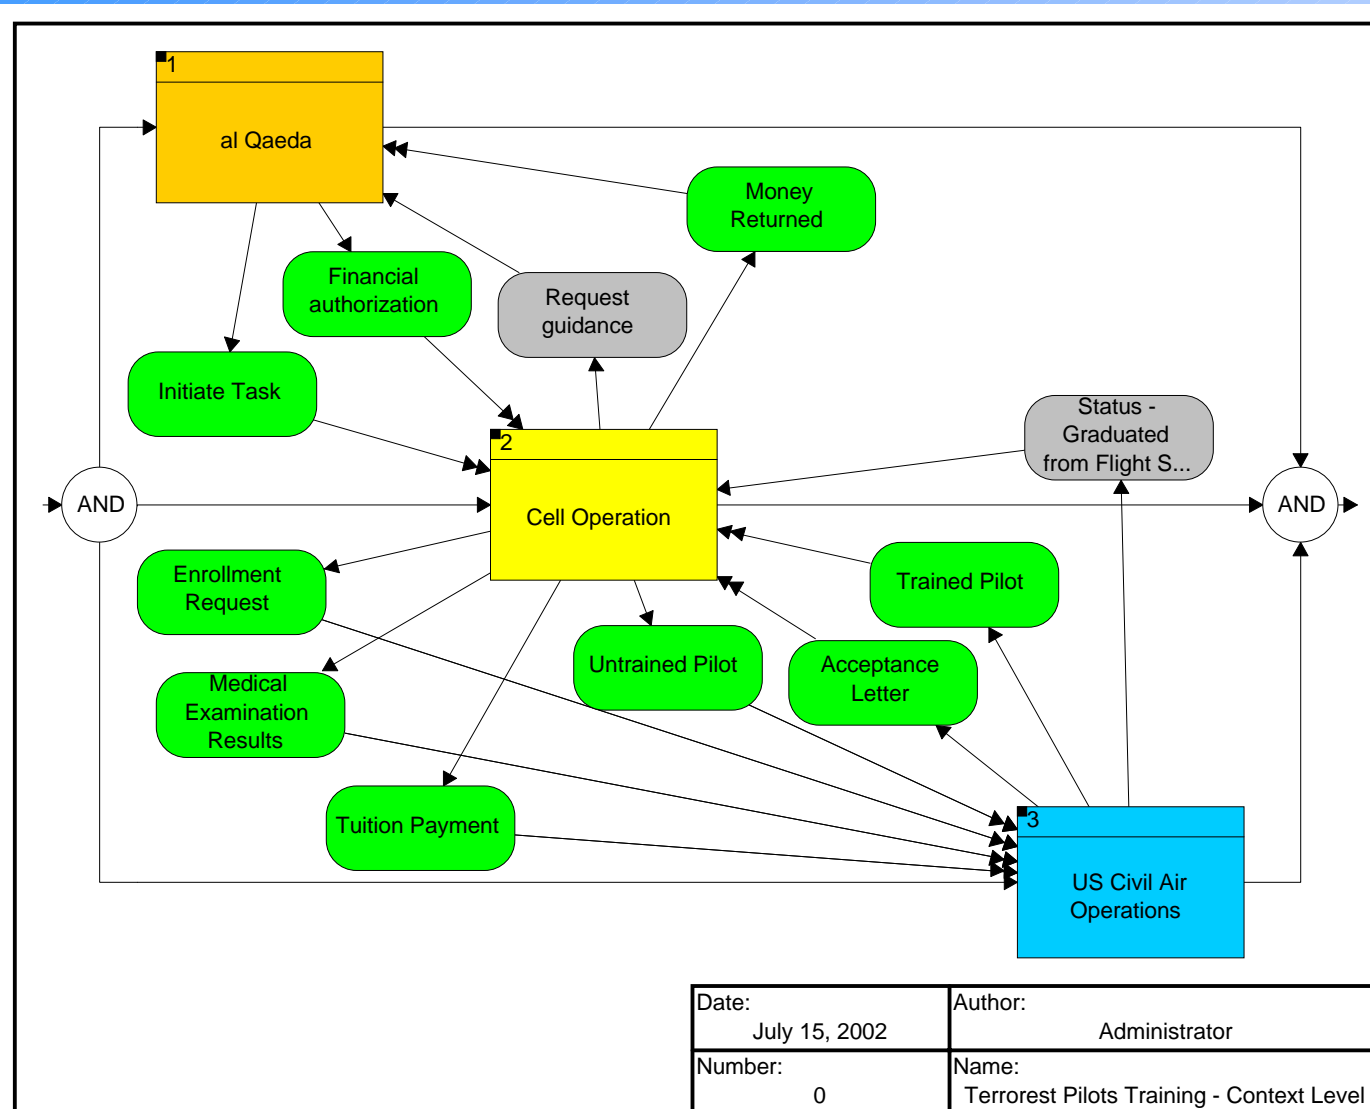 1
al Qaeda
Money
Returned
Financial
authorization
Request
guidance
Initiate Task
Status -
Graduated
from Flight S...
2
Cell Operation
AND
AND
Enrollment
Request
Trained Pilot
Untrained Pilot
Acceptance
Letter
Medical
Examination
Results
Tuition Payment
3
US Civil Air
Operations
Date:
July 15, 2002
Author:
Administrator
Number:
0
Name:
Terrorest Pilots Training - Context Level